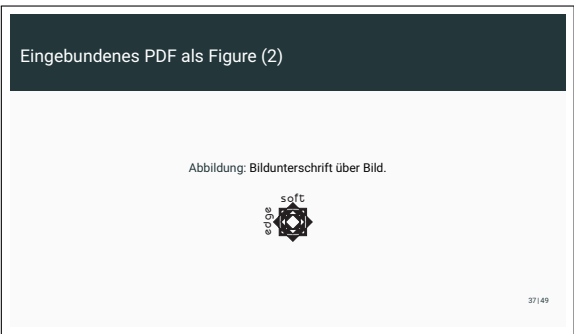 Eingebundenes PDF als Figure (2)
Abbildung: Bildunterschrift über Bild.
soft
edge
37|49